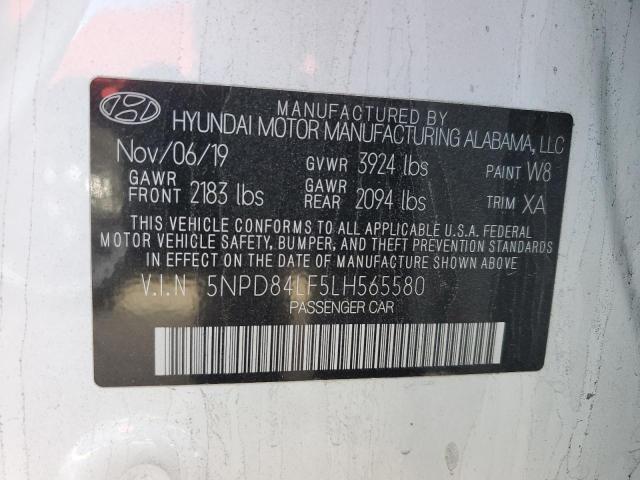 MANUFACTURED BY
HYUNDAI MOTOR MANUFACTURING ALABAMA, LLC
Nov/06/19 GVWR 3924 lbs PAINT W8
GAWR FRONT 2183 lbs GAWR REAR 2094 lbs TRIM XA
THIS VEHICLE CONFORMS TO ALL APPLICABLE U.S.A. FEDERAL
MOTOR VEHICLE SAFETY, BUMPER, AND THEFT PREVENTION STANDARDS
IN EFFECT ON THE DATE OF MANUFACTURE SHOWN ABOVE.
V.I.N 5NPD84LF5LH565580
PASSENGER CAR